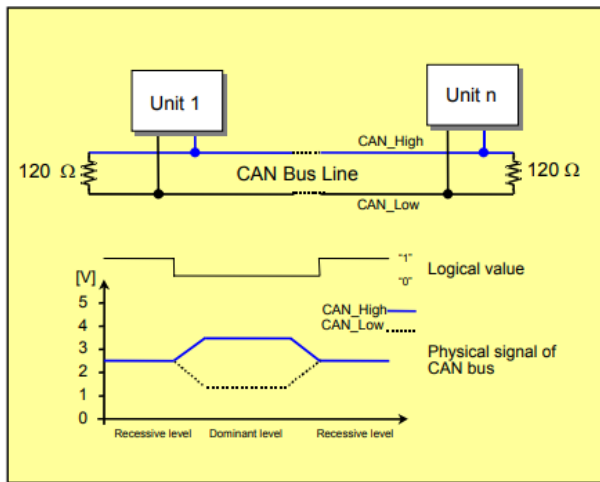 Unit 1
Unit n
CAN_High
120 Ω
CAN Bus Line
120 Ω
CAN_Low
"1"
Logical value
"0"
[V]
5
4
3
2
1
0
CAN_High
CAN_Low
Physical signal of
CAN bus
Recessive level
Dominant level
Recessive level